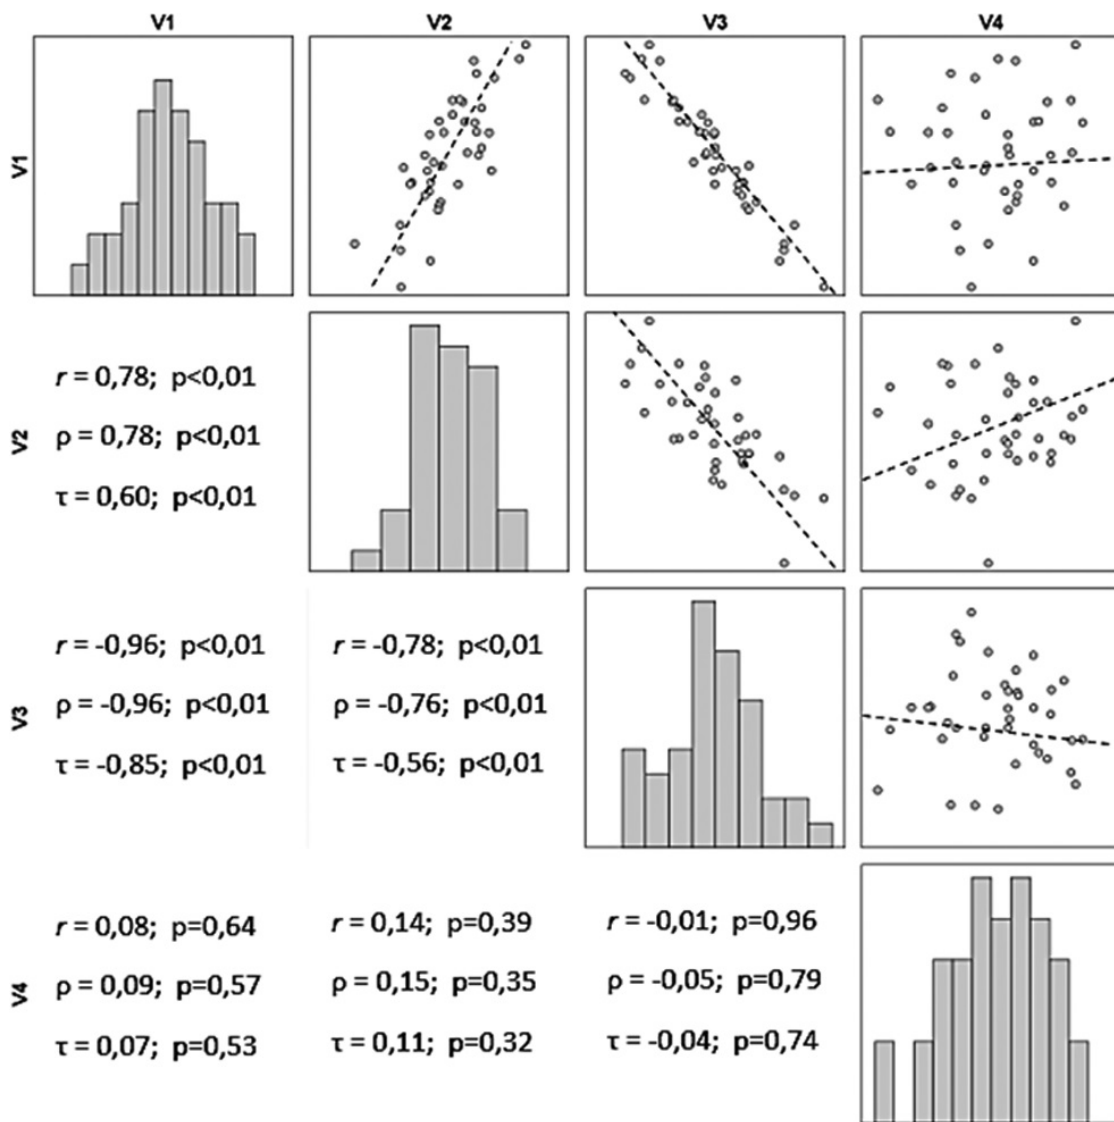 V1 V2 V3 V4
V1
V2
r = 0,78; p<0,01
ρ = 0,78; p<0,01
τ = 0,60; p<0,01
V3
r = -0,96; p<0,01
ρ = -0,96; p<0,01
τ = -0,85; p<0,01
r = -0,78; p<0,01
ρ = -0,76; p<0,01
τ = -0,56; p<0,01
V4
r = 0,08; p=0,64
ρ = 0,09; p=0,57
τ = 0,07; p=0,53
r = 0,14; p=0,39
ρ = 0,15; p=0,35
τ = 0,11; p=0,32
r = -0,01; p=0,96
ρ = -0,05; p=0,79
τ = -0,04; p=0,74